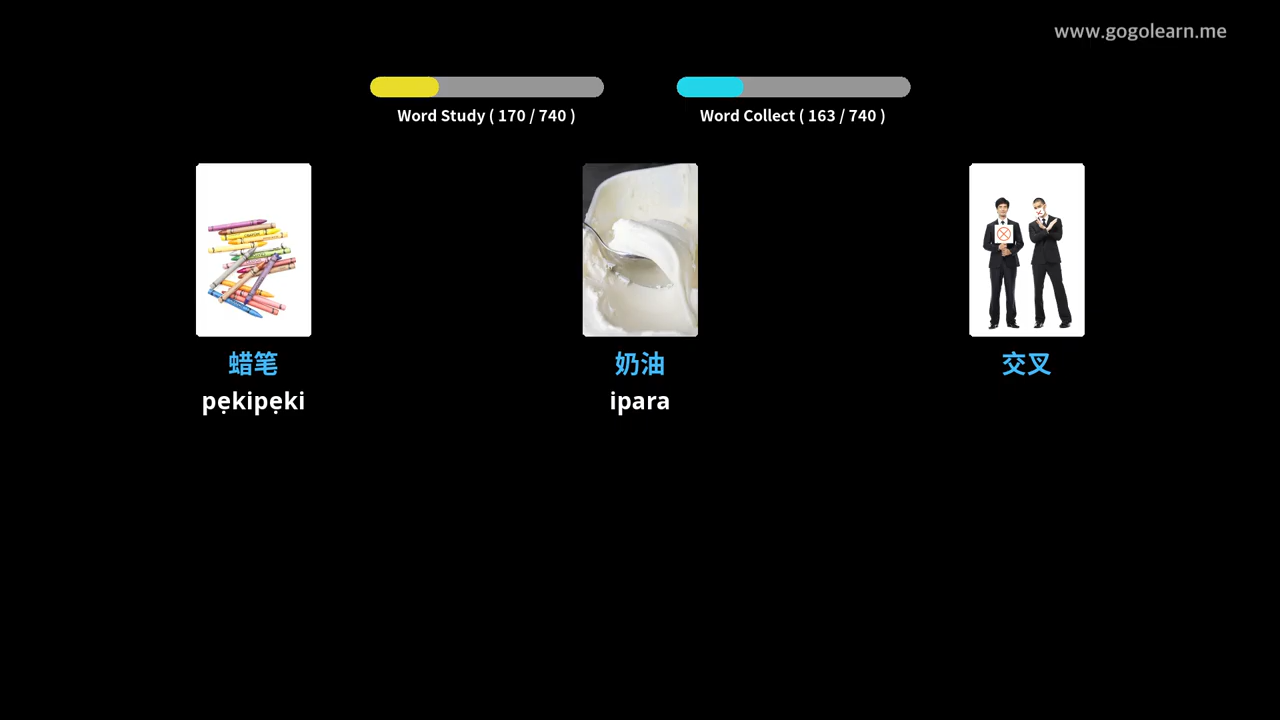 www.gogolearn.me
Word Study ( 170 / 740 )
Word Collect ( 163 / 740 )
蜡笔
奶油
交叉
pẹkipẹki
ipara